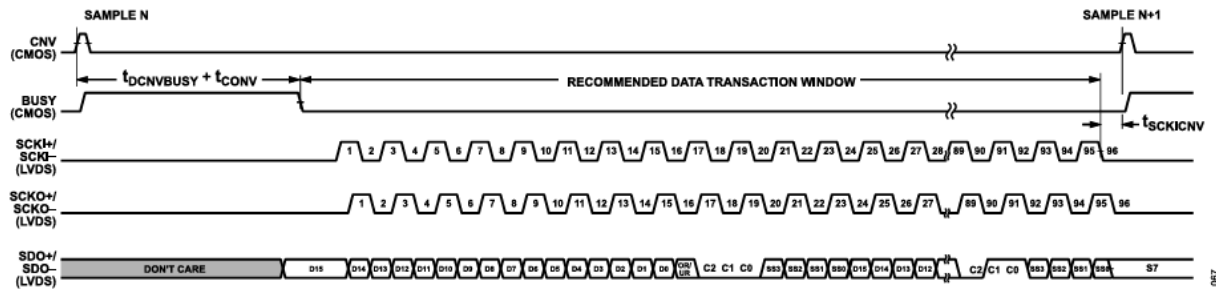 SAMPLE N
SAMPLE N+1
CNV
(CMOS)
tDCNVBUSY + tCONV
RECOMMENDED DATA TRANSACTION WINDOW
BUSY
(CMOS)
tSCKICNV
SCKI+/
SCKI–
(LVDS)
1 2 3 4 5 6 7 8 9 10 11 12 13 14 15 16 17 18 19 20 21 22 23 24 25 26 27 28 89 90 91 92 93 94 95 96
SCKO+/
SCKO–
(LVDS)
1 2 3 4 5 6 7 8 9 10 11 12 13 14 15 16 17 18 19 20 21 22 23 24 25 26 27 89 90 91 92 93 94 95 96
SDO+/
SDO–
(LVDS)
DON'T CARE D15 D14 D13 D12 D11 D10 D9 D8 D7 D6 D5 D4 D3 D2 D1 D0 OR/UR C2 C1 C0 SS3 SS2 SS1 SS0 D15 D14 D13 D12 C2 C1 C0 SS3 SS2 SS1 SS0 S7
067